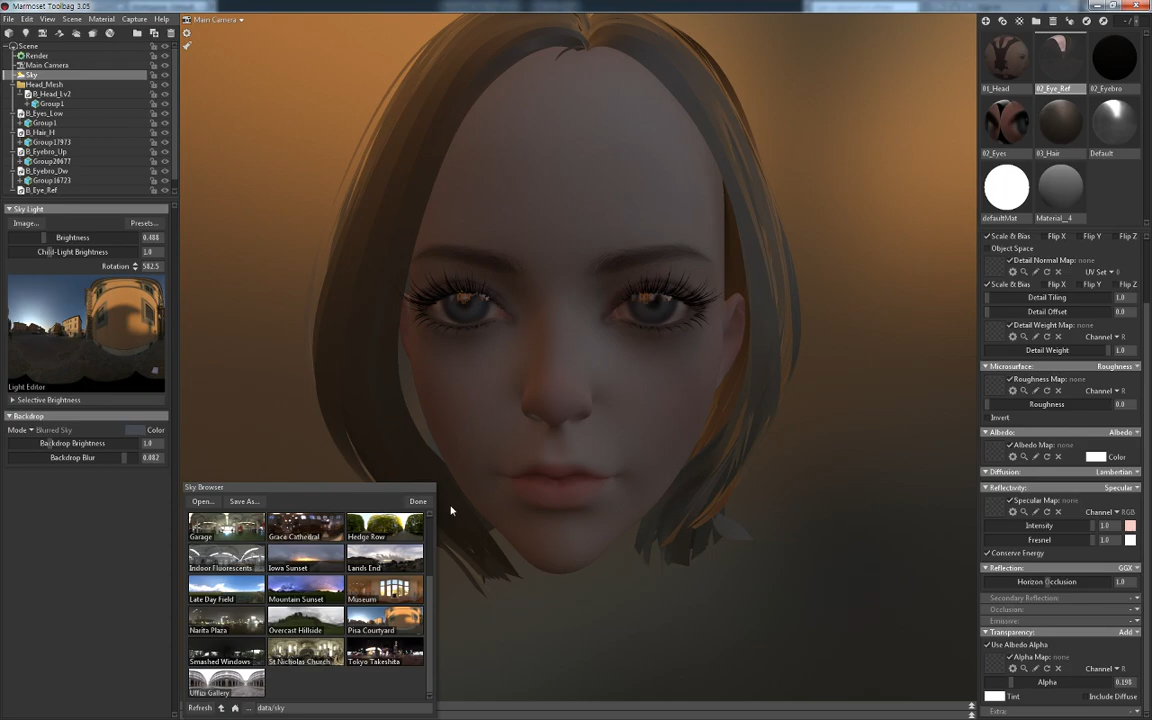 Marmoset Toolbag 3.05
File Edit View Scene Material Capture Help
Scene
Render
Main Camera
Sky
Head_Mesh
B_Head_Lv2
Group1
B_Eyes_Low
Group1
B_Hair_H
Group17973
B_Eyebro_Up
Group20677
B_Eyebro_Dw
Group16723
B_Eye_Ref
Sky Light
Image... Presets...
Brightness 0.488
Child-Light Brightness 1.0
Rotation 582.5
Light Editor
Selective Brightness
Backdrop
Mode Blurred Sky Color
Backdrop Brightness 1.0
Backdrop Blur 0.082
Main Camera
Sky Browser
Open... Save As... Done
Garage Grace Cathedral Hedge Row
Indoor Fluorescents Iowa Sunset Lands End
Late Day Field Mountain Sunset Museum
Narita Plaza Overcast Hillside Pisa Courtyard
Smashed Windows St Nicholas Church Tokyo Takeshita
Uffizi Gallery
Refresh ... data/sky
01_Head 02_Eye_Ref 02_Eyebro
02_Eyes 03_Hair Default
defaultMat Material_4
Scale & Bias Flip X Flip Y Flip Z
Object Space
Detail Normal Map: none
UV Set 0
Scale & Bias Flip X Flip Y Flip Z
Detail Tiling 1.0
Detail Offset 0.0
Detail Weight Map: none
Channel R
Detail Weight 1.0
Microsurface: Roughness
Roughness Map: none
Channel R
Roughness 0.0
Invert
Albedo: Albedo
Albedo Map: none
Color
Diffusion: Lambertian
Reflectivity: Specular
Specular Map: none
Channel RGB
Intensity 1.0
Fresnel 1.0
Conserve Energy
Reflection: GGX
Horizon Occlusion 1.0
Secondary Reflection:
Occlusion:
Emissive:
Transparency: Add
Use Albedo Alpha
Alpha Map: none
Channel R
Alpha 0.198
Tint Include Diffuse
Extra: